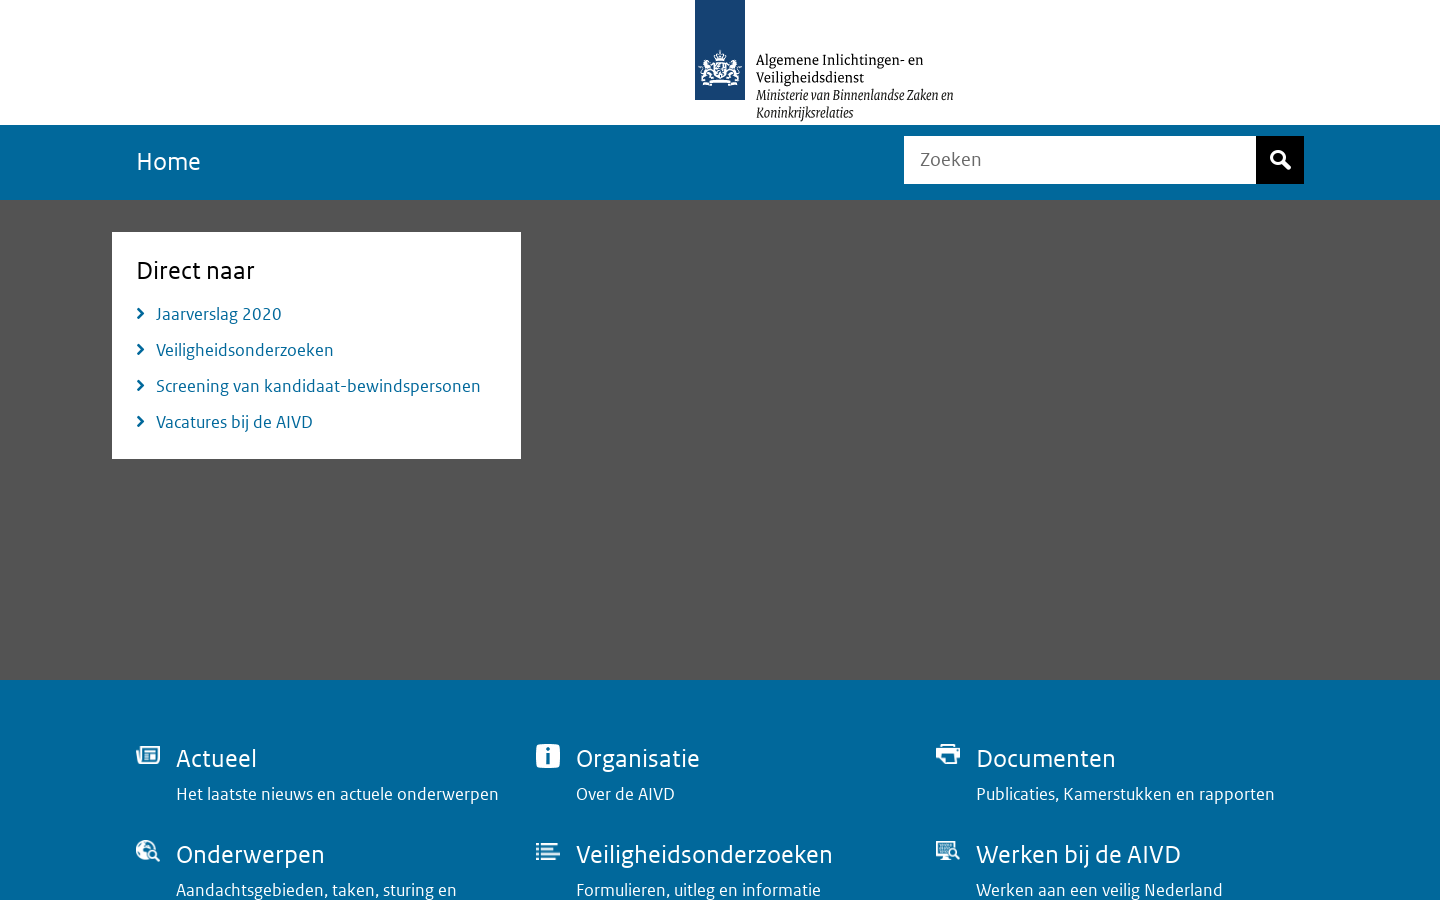 Algemene Inlichtingen- en
Veiligheidsdienst
Ministerie van Binnenlandse Zaken en
Koninkrijksrelaties
Home
Zoeken
Direct naar
Jaarverslag 2020
Veiligheidsonderzoeken
Screening van kandidaat-bewindspersonen
Vacatures bij de AIVD
Actueel
Het laatste nieuws en actuele onderwerpen
Organisatie
Over de AIVD
Documenten
Publicaties, Kamerstukken en rapporten
Onderwerpen
Aandachtsgebieden, taken, sturing en
Veiligheidsonderzoeken
Formulieren, uitleg en informatie
Werken bij de AIVD
Werken aan een veilig Nederland